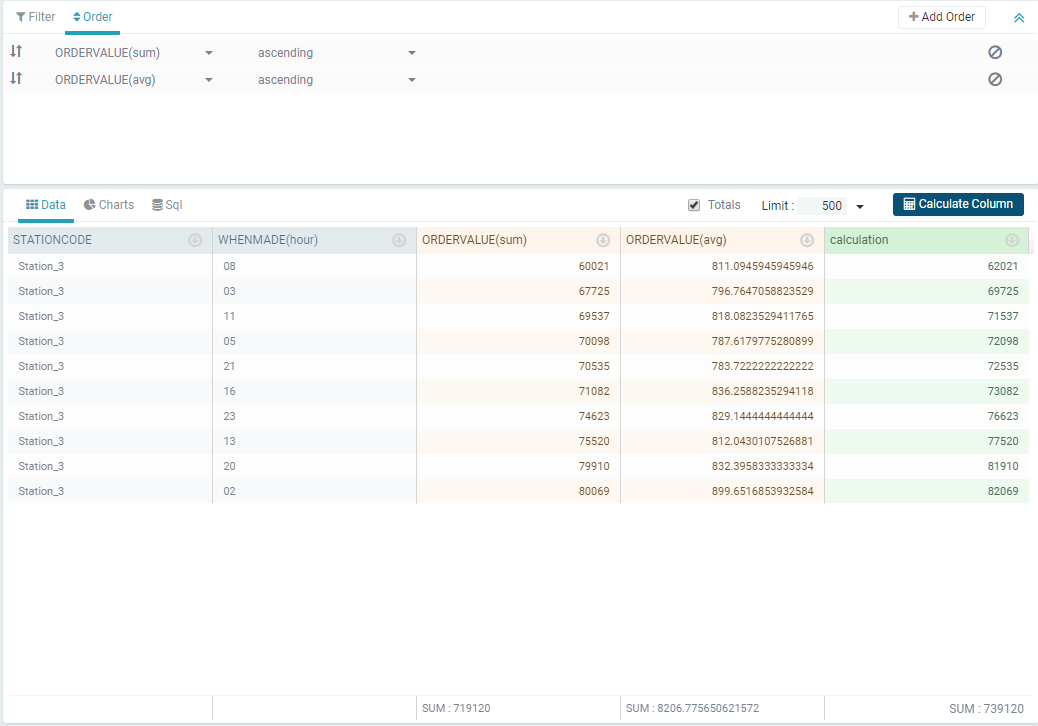 Filter Order Add Order
ORDERVALUE(sum) ascending
ORDERVALUE(avg) ascending
Data Charts Sql Totals Limit : 500 Calculate Column
STATIONCODE WHENMADE(hour) ORDERVALUE(sum) ORDERVALUE(avg) calculation
Station_3 08 60021 811.0945945945946 62021
Station_3 03 67725 796.7647058823529 69725
Station_3 11 69537 818.0823529411765 71537
Station_3 05 70098 787.6179775280899 72098
Station_3 21 70535 783.7222222222222 72535
Station_3 16 71082 836.2588235294118 73082
Station_3 23 74623 829.1444444444444 76623
Station_3 13 75520 812.0430107526881 77520
Station_3 20 79910 832.3958333333334 81910
Station_3 02 80069 899.6516853932584 82069
SUM : 719120 SUM : 8206.775650621572 SUM : 739120